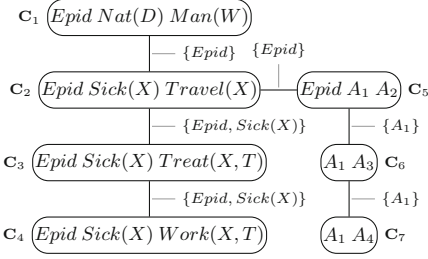 C₁ Epid Nat(D) Man(W)
{Epid} {Epid}
C₂ Epid Sick(X) Travel(X) Epid A₁ A₂ C₅
{Epid, Sick(X)} {A₁}
C₃ Epid Sick(X) Treat(X, T) A₁ A₃ C₆
{Epid, Sick(X)} {A₁}
C₄ Epid Sick(X) Work(X, T) A₁ A₄ C₇